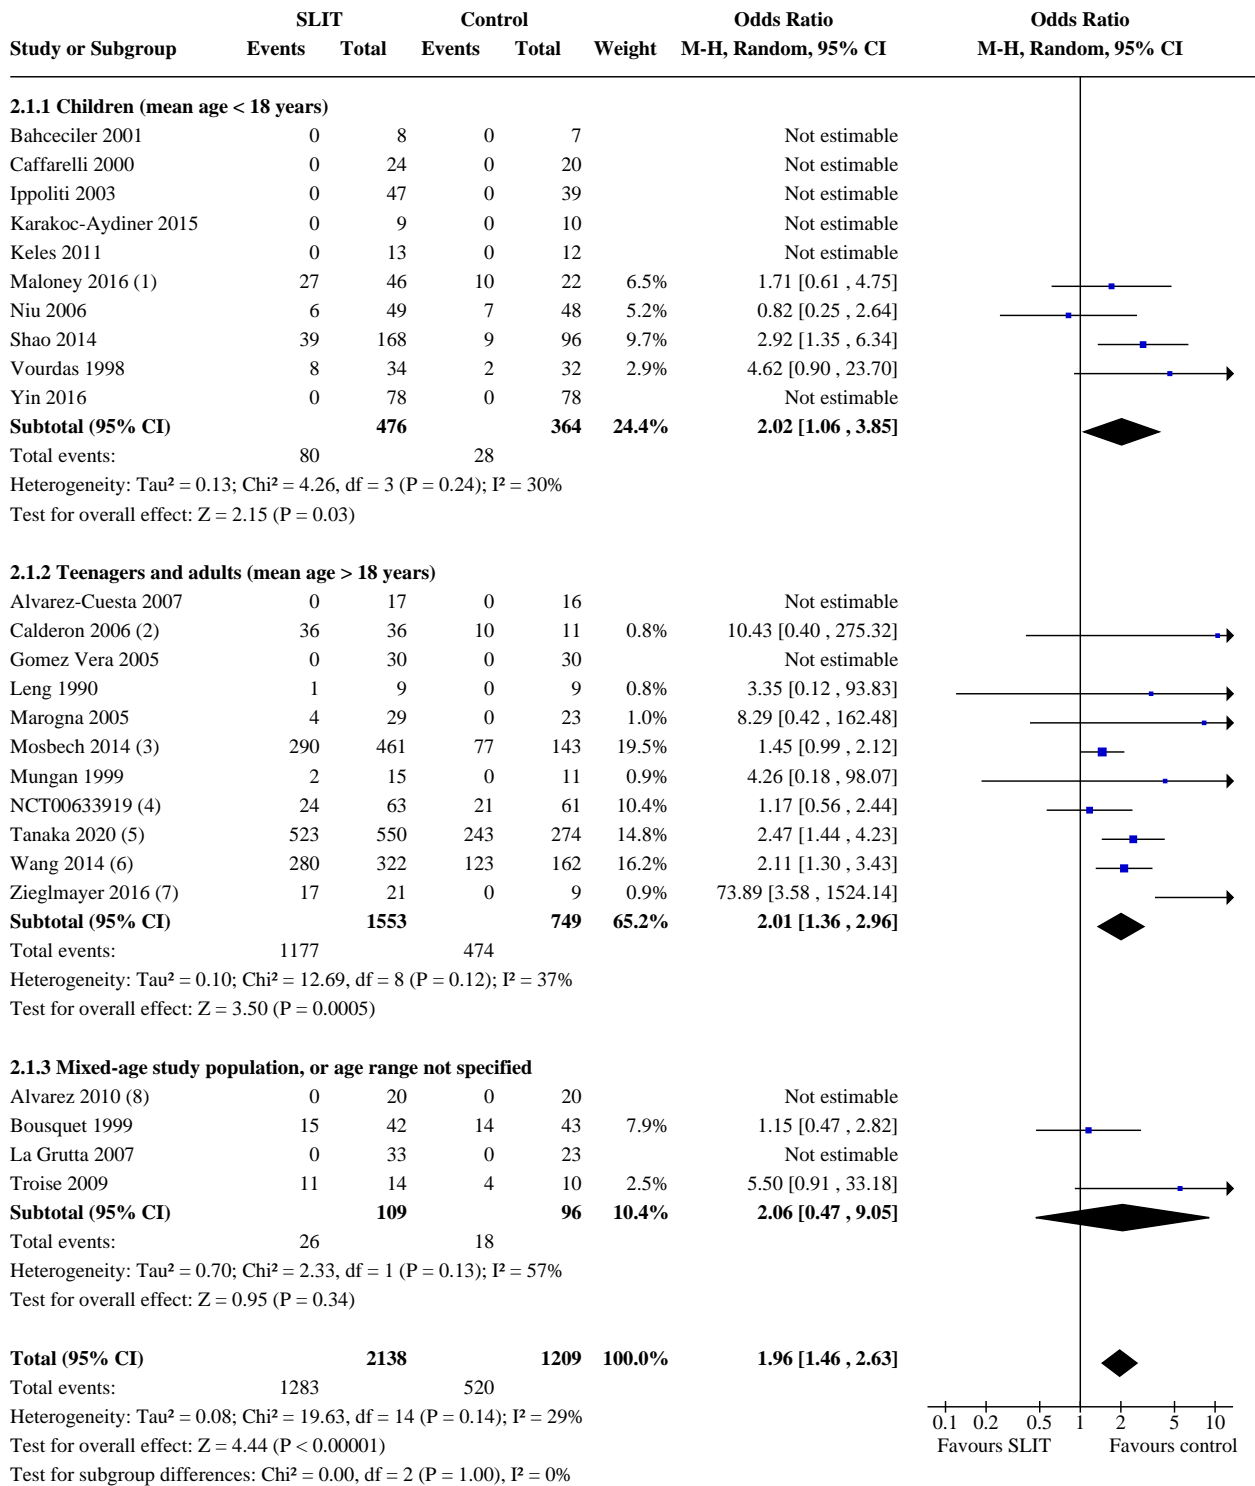 SLIT Control Odds Ratio Odds Ratio
Study or Subgroup Events Total Events Total Weight M-H, Random, 95% CI M-H, Random, 95% CI
2.1.1 Children (mean age < 18 years)
Bahceciler 2001 0 8 0 7 Not estimable
Caffarelli 2000 0 24 0 20 Not estimable
Ippoliti 2003 0 47 0 39 Not estimable
Karakoc-Aydiner 2015 0 9 0 10 Not estimable
Keles 2011 0 13 0 12 Not estimable
Maloney 2016 (1) 27 46 10 22 6.5% 1.71 [0.61 , 4.75]
Niu 2006 6 49 7 48 5.2% 0.82 [0.25 , 2.64]
Shao 2014 39 168 9 96 9.7% 2.92 [1.35 , 6.34]
Vourdas 1998 8 34 2 32 2.9% 4.62 [0.90 , 23.70]
Yin 2016 0 78 0 78 Not estimable
Subtotal (95% CI) 476 364 24.4% 2.02 [1.06 , 3.85]
Total events: 80 28
Heterogeneity: Tau² = 0.13; Chi² = 4.26, df = 3 (P = 0.24); I² = 30%
Test for overall effect: Z = 2.15 (P = 0.03)
2.1.2 Teenagers and adults (mean age > 18 years)
Alvarez-Cuesta 2007 0 17 0 16 Not estimable
Calderon 2006 (2) 36 36 10 11 0.8% 10.43 [0.40 , 275.32]
Gomez Vera 2005 0 30 0 30 Not estimable
Leng 1990 1 9 0 9 0.8% 3.35 [0.12 , 93.83]
Marogna 2005 4 29 0 23 1.0% 8.29 [0.42 , 162.48]
Mosbech 2014 (3) 290 461 77 143 19.5% 1.45 [0.99 , 2.12]
Mungan 1999 2 15 0 11 0.9% 4.26 [0.18 , 98.07]
NCT00633919 (4) 24 63 21 61 10.4% 1.17 [0.56 , 2.44]
Tanaka 2020 (5) 523 550 243 274 14.8% 2.47 [1.44 , 4.23]
Wang 2014 (6) 280 322 123 162 16.2% 2.11 [1.30 , 3.43]
Zieglmayer 2016 (7) 17 21 0 9 0.9% 73.89 [3.58 , 1524.14]
Subtotal (95% CI) 1553 749 65.2% 2.01 [1.36 , 2.96]
Total events: 1177 474
Heterogeneity: Tau² = 0.10; Chi² = 12.69, df = 8 (P = 0.12); I² = 37%
Test for overall effect: Z = 3.50 (P = 0.0005)
2.1.3 Mixed-age study population, or age range not specified
Alvarez 2010 (8) 0 20 0 20 Not estimable
Bousquet 1999 15 42 14 43 7.9% 1.15 [0.47 , 2.82]
La Grutta 2007 0 33 0 23 Not estimable
Troise 2009 11 14 4 10 2.5% 5.50 [0.91 , 33.18]
Subtotal (95% CI) 109 96 10.4% 2.06 [0.47 , 9.05]
Total events: 26 18
Heterogeneity: Tau² = 0.70; Chi² = 2.33, df = 1 (P = 0.13); I² = 57%
Test for overall effect: Z = 0.95 (P = 0.34)
Total (95% CI) 2138 1209 100.0% 1.96 [1.46 , 2.63]
Total events: 1283 520
Heterogeneity: Tau² = 0.08; Chi² = 19.63, df = 14 (P = 0.14); I² = 29%
0.1 0.2 0.5 1 2 5 10
Test for overall effect: Z = 4.44 (P < 0.00001)
Favours SLIT Favours control
Test for subgroup differences: Chi² = 0.00, df = 2 (P = 1.00), I² = 0%